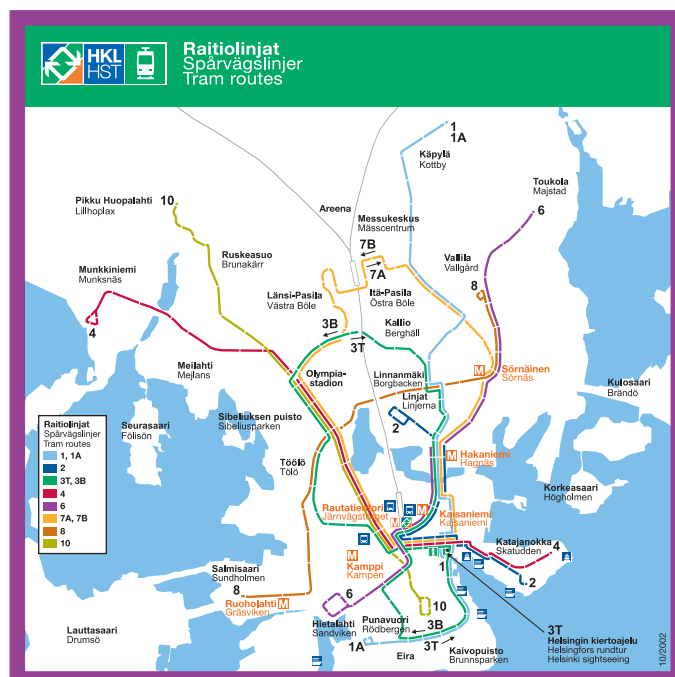 HKL
HST
Raitiolinjat
Spårvägslinjer
Tram routes
1
1A
Käpylä
Kottby
Toukola
Majstad
6
Pikku Huopalahti
Lillhoplax
10
Areena
Messukeskus
Mässcentrum
Ruskeasuo
Brunakärr
7B
7A
Vallila
Vallgård
8
Munkkiniemi
Munksnäs
4
Länsi-Pasila
Västra Böle
Itä-Pasila
Östra Böle
3B
3T
Kallio
Berghäll
Meilahti
Mejlans
Olympia-
stadion
Linnanmäki
Borgbacken
M
Sörnäinen
Sörnäs
Kulosaari
Brändö
Linjat
Linjerna
2
Seurasaari
Fölisön
Sibeliuksen puisto
Sibeliusparken
Raitiolinjat
Spårvägslinjer
Tram routes
1, 1A
2
3T, 3B
4
6
7A, 7B
8
10
Töölö
Tölö
M
Hakaniemi
Hagnäs
Korkeasaari
Högholmen
Rautatientori
Järnvägstorget
M
M
Kaisaniemi
Kaisaniemi
Katajanokka
Skatudden
4
2
M
Kamppi
Kampen
1
Salmisaari
Sundholmen
8
Ruoholahti
Gräsviken
M
6
Hietalahti
Sandviken
10
Punavuori
Rödbergen
3B
3T
1A
Eira
Kaivopuisto
Brunnsparken
3T
Helsingin kiertoajelu
Helsingfors rundtur
Helsinki sightseeing
Lauttasaari
Drumsö
10/2002